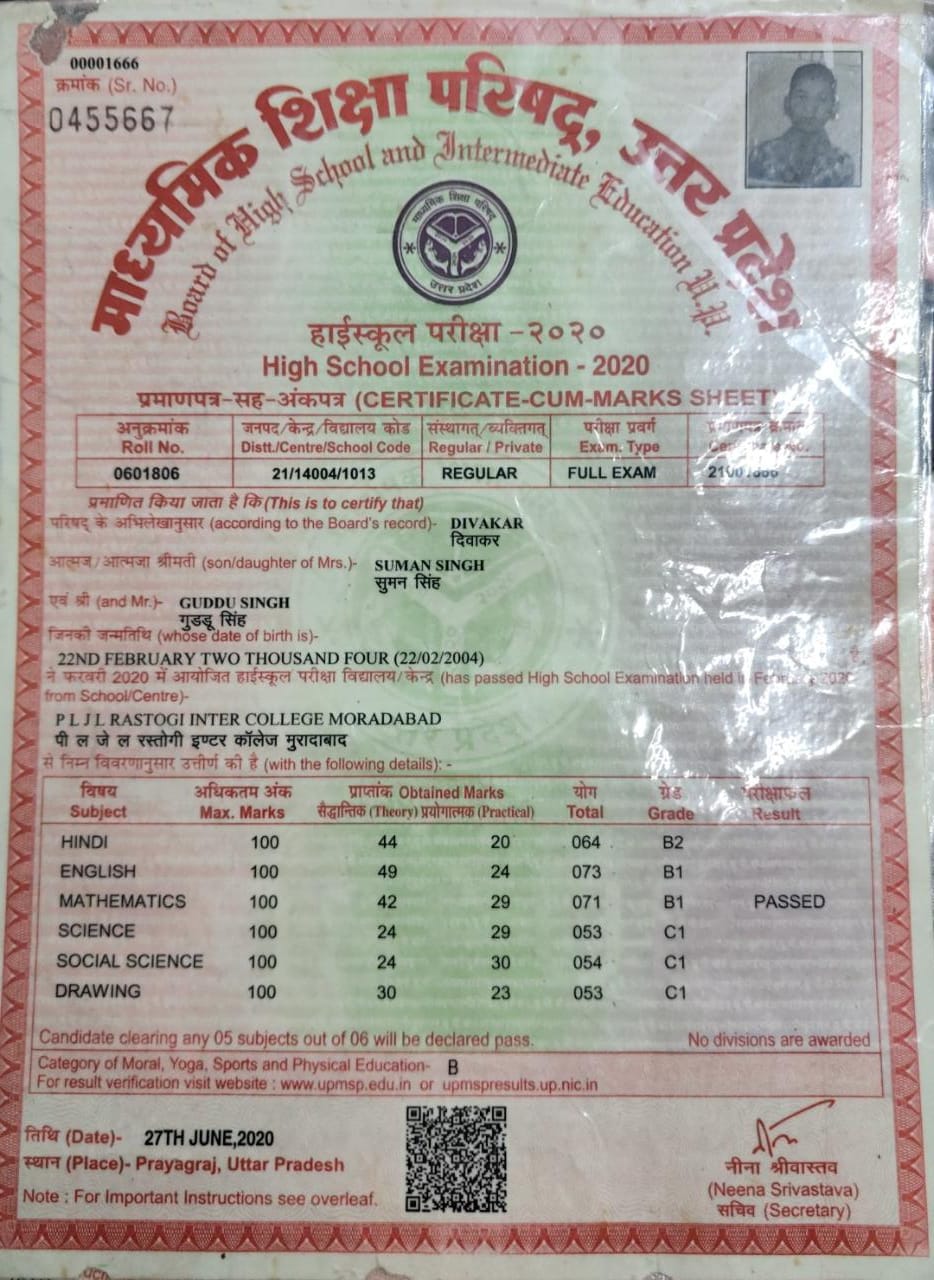 00001666
क्रमांक (Sr. No.)
0455667
माध्यमिक शिक्षा परिषद्, उत्तर प्रदेश
Board of High School and Intermediate Education U.P.
माध्यमिक शिक्षा परिषद्
उत्तर प्रदेश
हाईस्कूल परीक्षा -२०२०
High School Examination - 2020
प्रमाणपत्र-सह-अंकपत्र (CERTIFICATE-CUM-MARKS SHEET)
अनुक्रमांक जनपद/केन्द्र/विद्यालय कोड संस्थागत्/व्यक्तिगत् परीक्षा प्रवर्ग
Roll No. Distt./Centre/School Code Regular / Private Exam. Type
0601806 21/14004/1013 REGULAR FULL EXAM
प्रमाणित किया जाता है कि (This is to certify that)
परिषद् के अभिलेखानुसार (according to the Board's record)- DIVAKAR
दिवाकर
आत्मज/आत्मजा श्रीमती (son/daughter of Mrs.)- SUMAN SINGH
सुमन सिंह
एवं श्री (and Mr.)- GUDDU SINGH
गुडडू सिंह
जिनकी जन्मतिथि (whose date of birth is)-
22ND FEBRUARY TWO THOUSAND FOUR (22/02/2004)
ने फरवरी 2020 में आयोजित हाईस्कूल परीक्षा विद्यालय/केन्द्र (has passed High School Examination held in February 2020
from School/Centre)-
P L J L RASTOGI INTER COLLEGE MORADABAD
पी ल जे ल रस्तोगी इण्टर कॉलेज मुरादाबाद
से निम्न विवरणानुसार उत्तीर्ण की है (with the following details): -
विषय अधिकतम अंक प्राप्तांक Obtained Marks योग ग्रेड परीक्षाफल
Subject Max. Marks सैद्धान्तिक (Theory) प्रयोगात्मक (Practical) Total Grade Result
HINDI 100 44 20 064 B2
ENGLISH 100 49 24 073 B1
MATHEMATICS 100 42 29 071 B1 PASSED
SCIENCE 100 24 29 053 C1
SOCIAL SCIENCE 100 24 30 054 C1
DRAWING 100 30 23 053 C1
Candidate clearing any 05 subjects out of 06 will be declared pass. No divisions are awarded
Category of Moral, Yoga, Sports and Physical Education- B
For result verification visit website : www.upmsp.edu.in or upmspresults.up.nic.in
तिथि (Date)- 27TH JUNE,2020
स्थान (Place)- Prayagraj, Uttar Pradesh
Note : For Important Instructions see overleaf.
नीना श्रीवास्तव
(Neena Srivastava)
सचिव (Secretary)